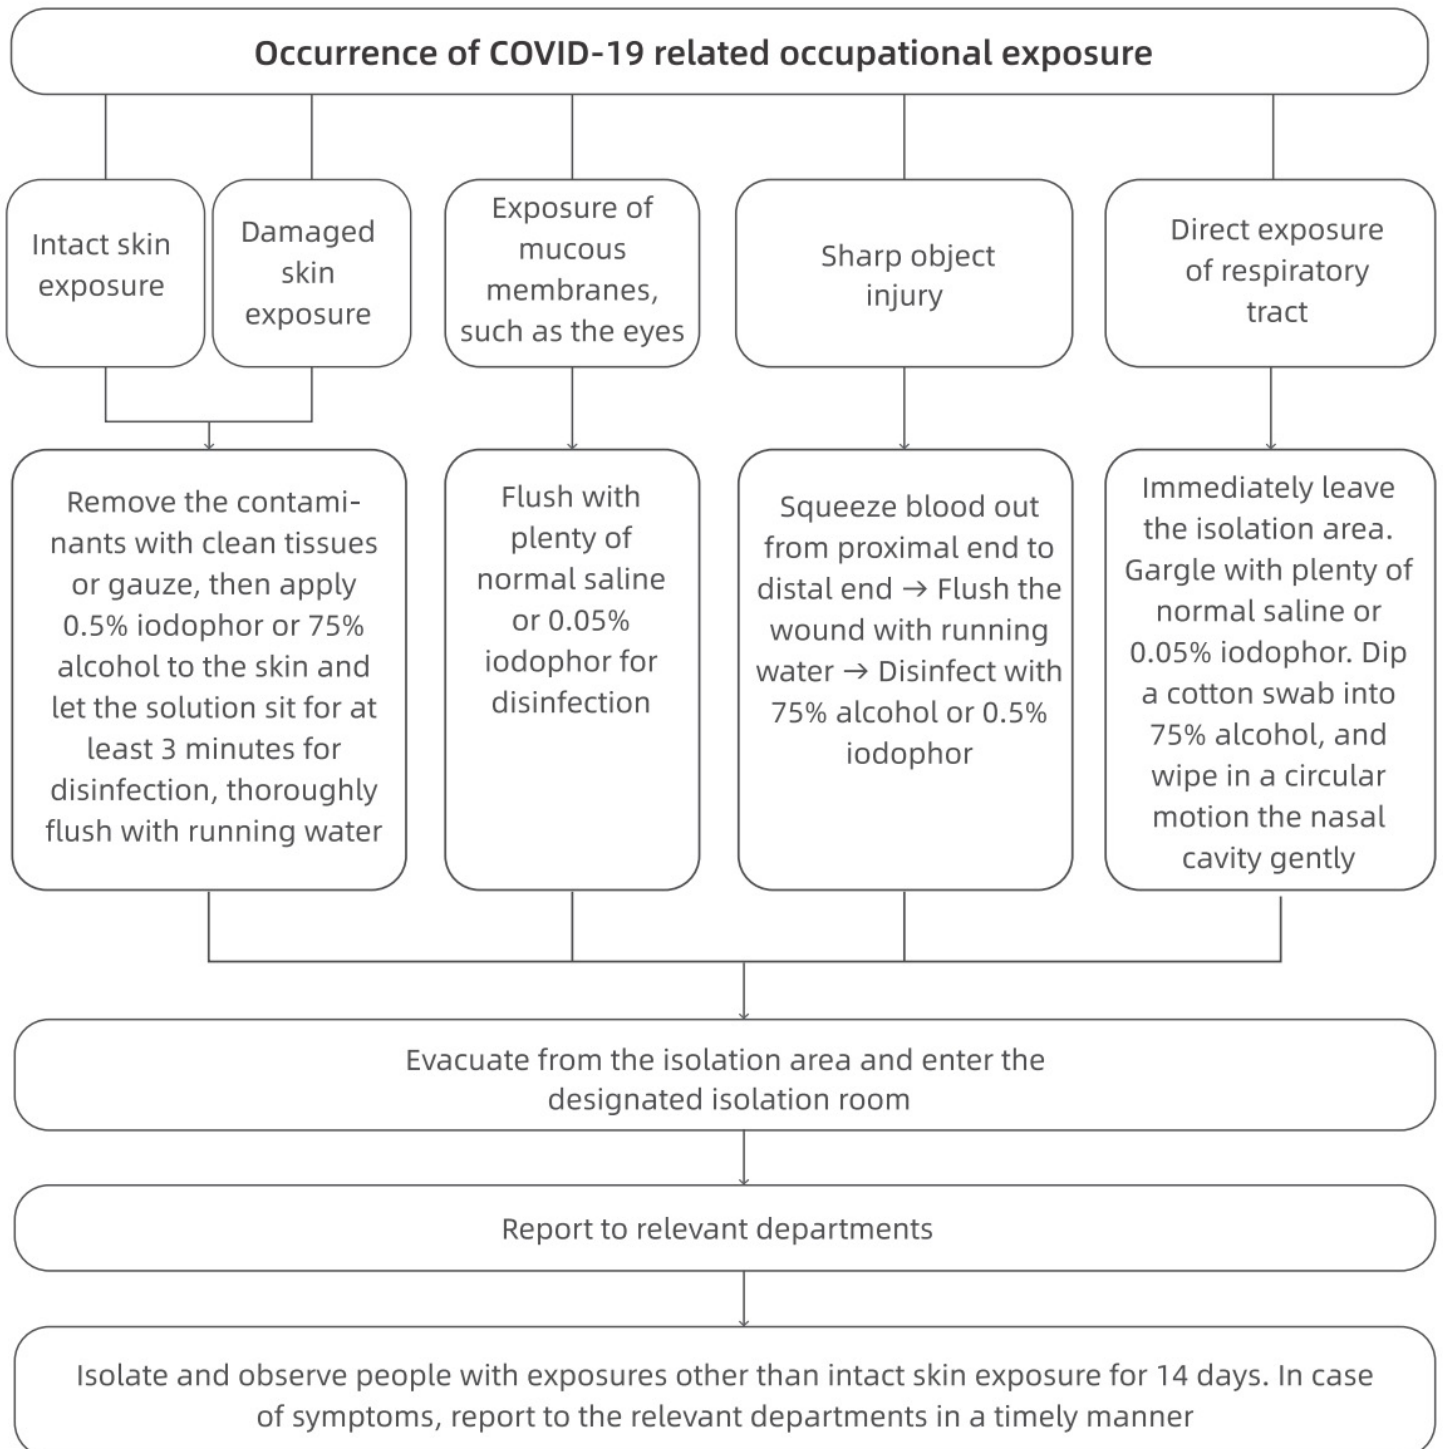 Occurrence of COVID-19 related occupational exposure
Intact skin
exposure
Damaged
skin
exposure
Exposure of
mucous
membranes,
such as the eyes
Sharp object
injury
Direct exposure
of respiratory
tract
Remove the contami-
nants with clean tissues
or gauze, then apply
0.5% iodophor or 75%
alcohol to the skin and
let the solution sit for at
least 3 minutes for
disinfection, thoroughly
flush with running water
Flush with
plenty of
normal saline
or 0.05%
iodophor for
disinfection
Squeeze blood out
from proximal end to
distal end → Flush the
wound with running
water → Disinfect with
75% alcohol or 0.5%
iodophor
Immediately leave
the isolation area.
Gargle with plenty of
normal saline or
0.05% iodophor. Dip
a cotton swab into
75% alcohol, and
wipe in a circular
motion the nasal
cavity gently
Evacuate from the isolation area and enter the
designated isolation room
Report to relevant departments
Isolate and observe people with exposures other than intact skin exposure for 14 days. In case
of symptoms, report to the relevant departments in a timely manner